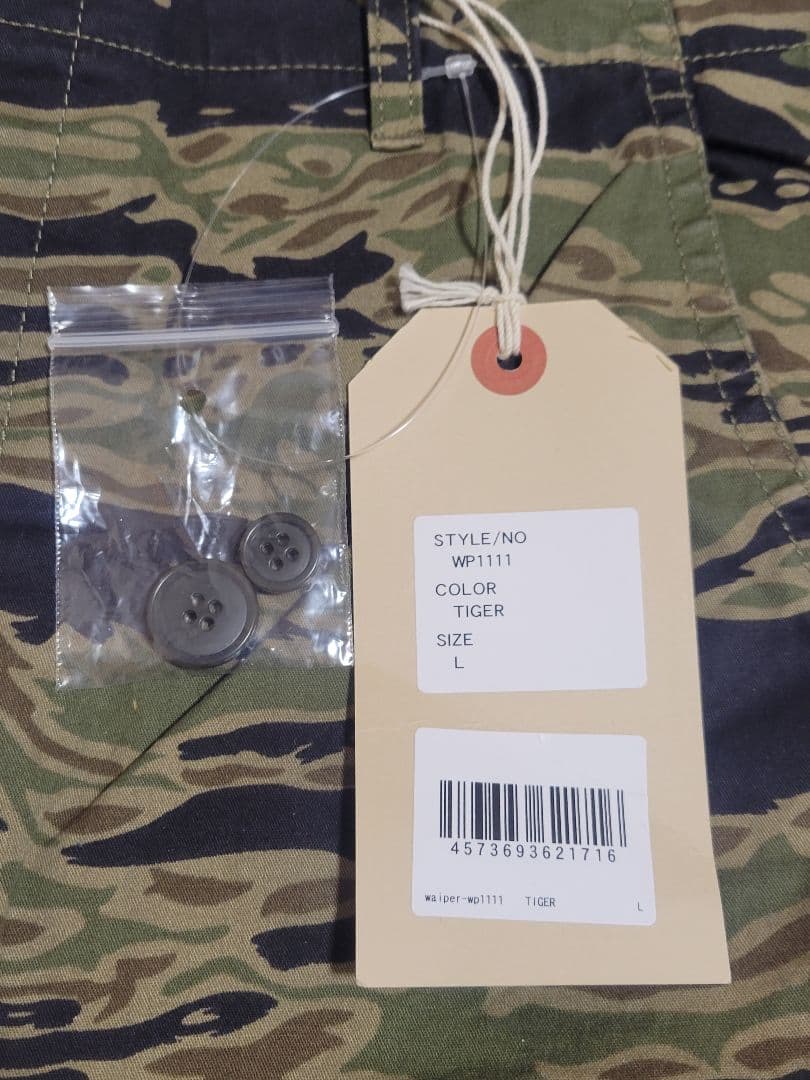 STYLE/NO
WP1111
COLOR
TIGER
SIZE
L
4573693621716
waiper-wp1111 TIGER L